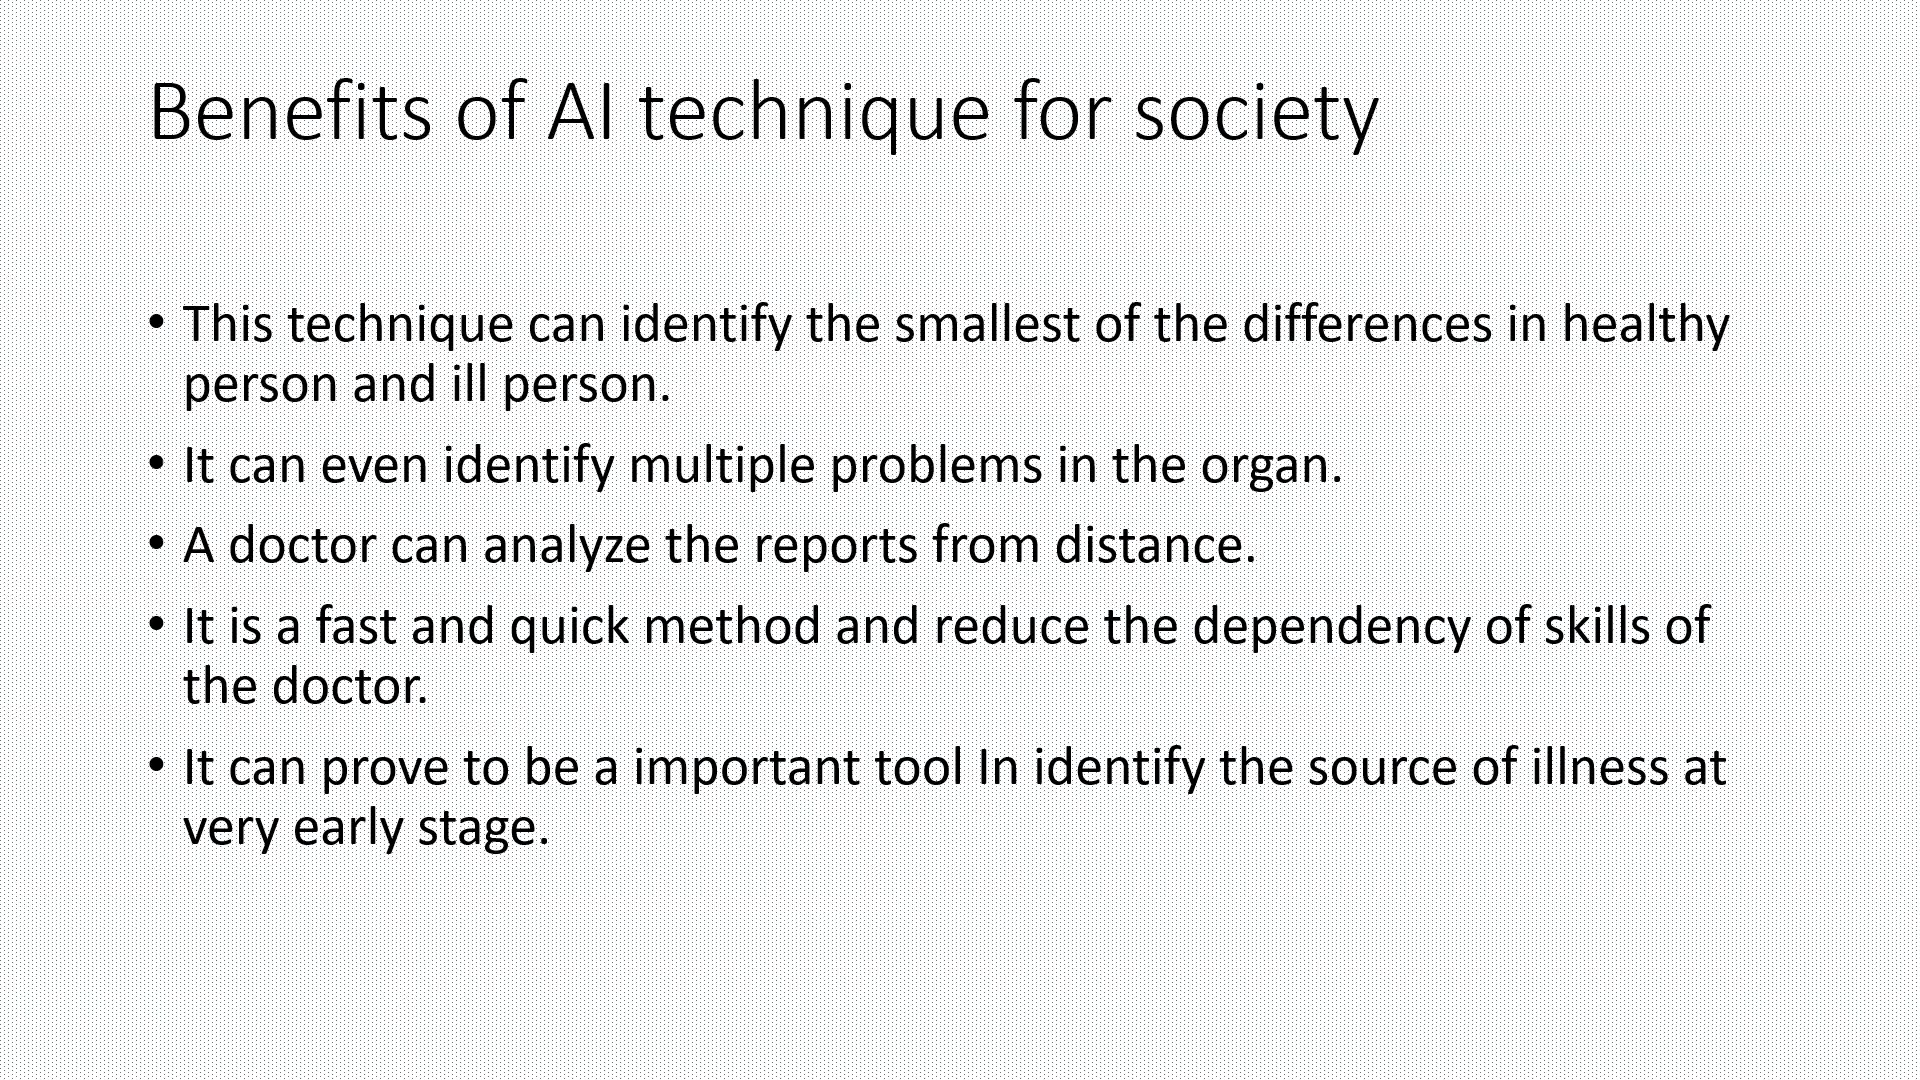 Benefits of AI technique for society
• This technique can identify the smallest of the differences in healthy
person and ill person.
• It can even identify multiple problems in the organ.
• A doctor can analyze the reports from distance.
• It is a fast and quick method and reduce the dependency of skills of
the doctor.
• It can prove to be a important tool In identify the source of illness at
very early stage.